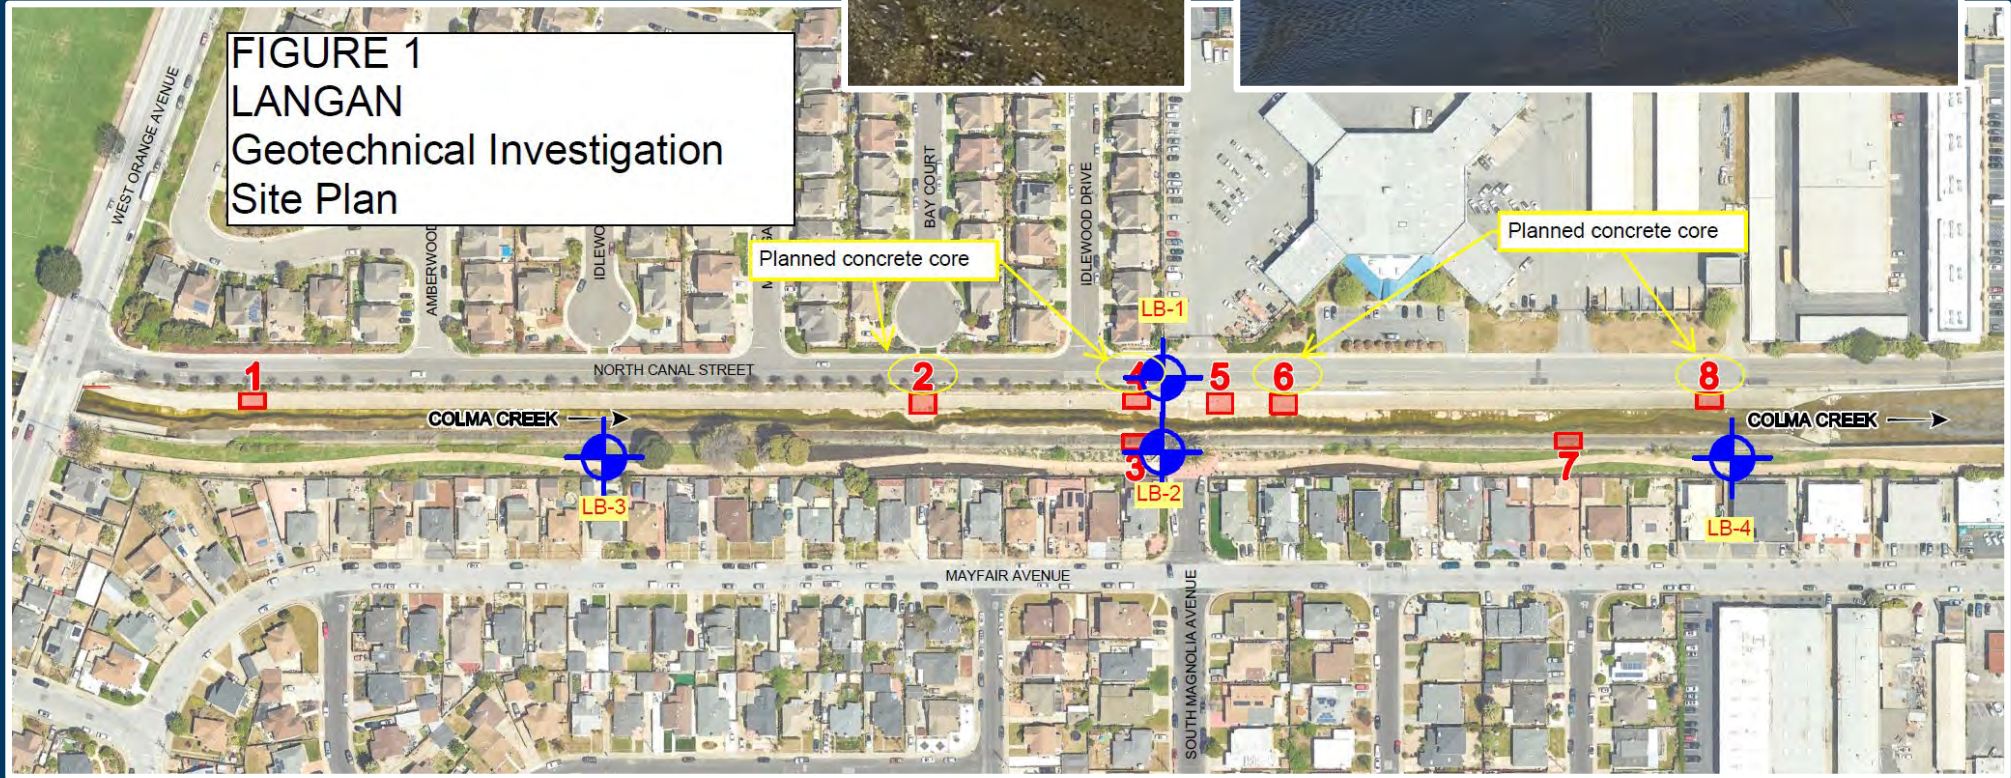 FIGURE 1
LANGAN
Geotechnical Investigation
Site Plan
WEST ORANGE AVENUE
AMBERWOOD
IDLEWO
BAY COURT
IDLEWOOD DRIVE
Planned concrete core
Planned concrete core
LB-1
1
2
4
5
6
8
NORTH CANAL STREET
COLMA CREEK
COLMA CREEK
3
7
LB-3
LB-2
LB-4
MAYFAIR AVENUE
SOUTH MAGNOLIA AVENUE